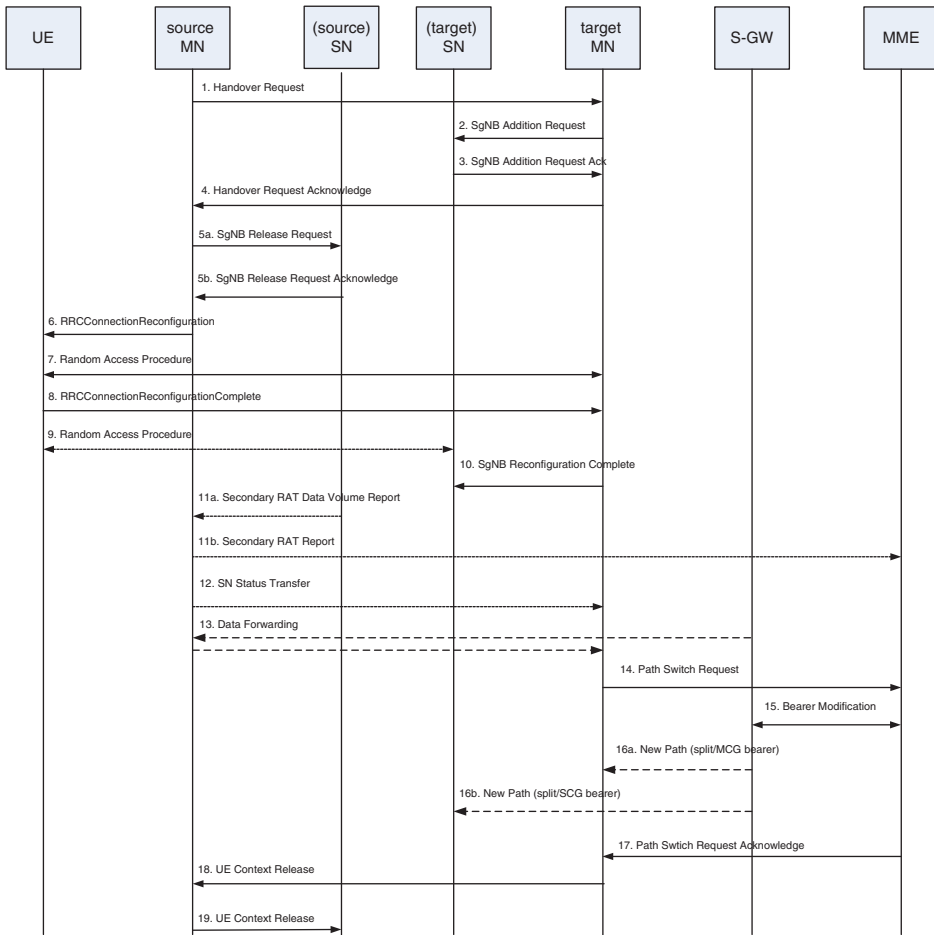 UE
source
MN
(source)
SN
(target)
SN
target
MN
S-GW
MME
1. Handover Request
2. SgNB Addition Request
3. SgNB Addition Request Ack
4. Handover Request Acknowledge
5a. SgNB Release Request
5b. SgNB Release Request Acknowledge
6. RRCConnectionReconfiguration
7. Random Access Procedure
8. RRCConnectionReconfigurationComplete
9. Random Access Procedure
10. SgNB Reconfiguration Complete
11a. Secondary RAT Data Volume Report
11b. Secondary RAT Report
12. SN Status Transfer
13. Data Forwarding
14. Path Switch Request
15. Bearer Modification
16a. New Path (split/MCG bearer)
16b. New Path (split/SCG bearer)
17. Path Swtich Request Acknowledge
18. UE Context Release
19. UE Context Release